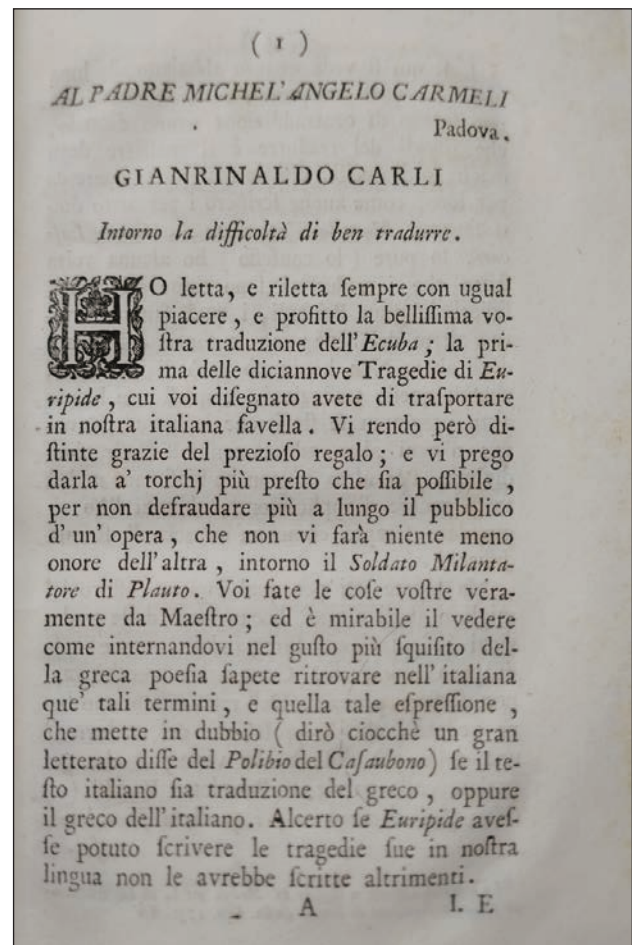 ( 1 )
AL PADRE MICHEL'ANGELO CARMELI
Padova.
GIANRINALDO CARLI
Intorno la difficoltà di ben tradurre.
HO letta, e riletta ſempre con ugual
piacere, e profitto la belliſſima vo-
ſtra traduzione dell'Ecuba; la pri-
ma delle diciannove Tragedie di Eu-
ripide, cui voi diſegnato avete di traſportare
in noſtra italiana favella. Vi rendo però di-
ſtinte grazie del prezioſo regalo; e vi prego
darla a' torchj più preſto che ſia poſſibile,
per non defraudare più a lungo il pubblico
d'un'opera, che non vi farà niente meno
onore dell'altra, intorno il Soldato Milanta-
tore di Plauto. Voi fate le coſe voſtre vera-
mente da Maeſtro; ed è mirabile il vedere
come internandovi nel guſto più ſquiſito del-
la greca poeſia ſapete ritrovare nell'italiana
que' tali termini, e quella tale eſpreſſione,
che mette in dubbio ( dirò ciocchè un gran
letterato diſſe del Polibio del Caſaubono) ſe il te-
ſto italiano ſia traduzione del greco, oppure
il greco dell'italiano. Alcerto ſe Euripide aveſ-
ſe potuto ſcrivere le tragedie ſue in noſtra
lingua non le avrebbe ſcritte altrimenti.
A I. E